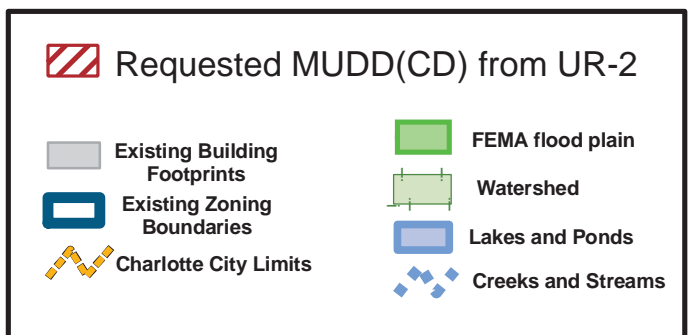 Requested MUDD(CD) from UR-2
Existing Building
Footprints
Existing Zoning
Boundaries
Charlotte City Limits
FEMA flood plain
Watershed
Lakes and Ponds
Creeks and Streams